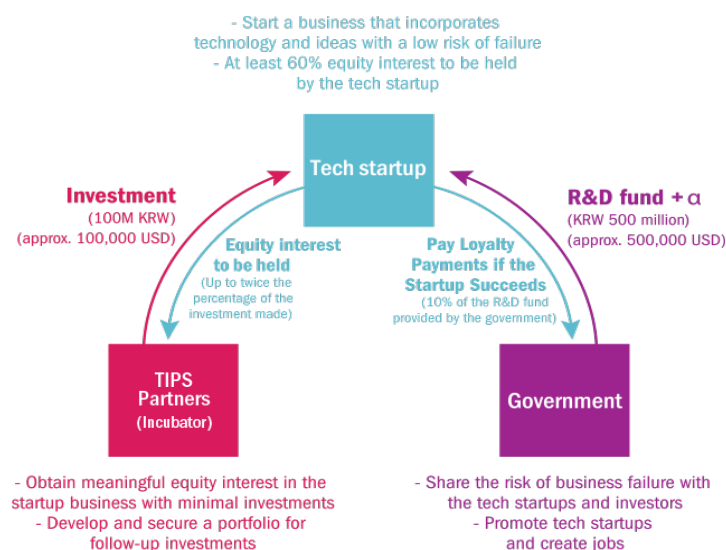 - Start a business that incorporates
technology and ideas with a low risk of failure
- At least 60% equity interest to be held
by the tech startup
Tech startup
Investment
(100M KRW)
(approx. 100,000 USD)
Equity interest
to be held
(Up to twice the
percentage of the
investment made)
Pay Loyalty
Payments if the
Startup Succeeds
(10% of the R&D fund
provided by the government)
R&D fund + α
(KRW 500 million)
(approx. 500,000 USD)
TIPS
Partners
(Incubator)
Government
- Obtain meaningful equity interest in the
startup business with minimal investments
- Develop and secure a portfolio for
follow-up investments
- Share the risk of business failure with
the tech startups and investors
- Promote tech startups
and create jobs